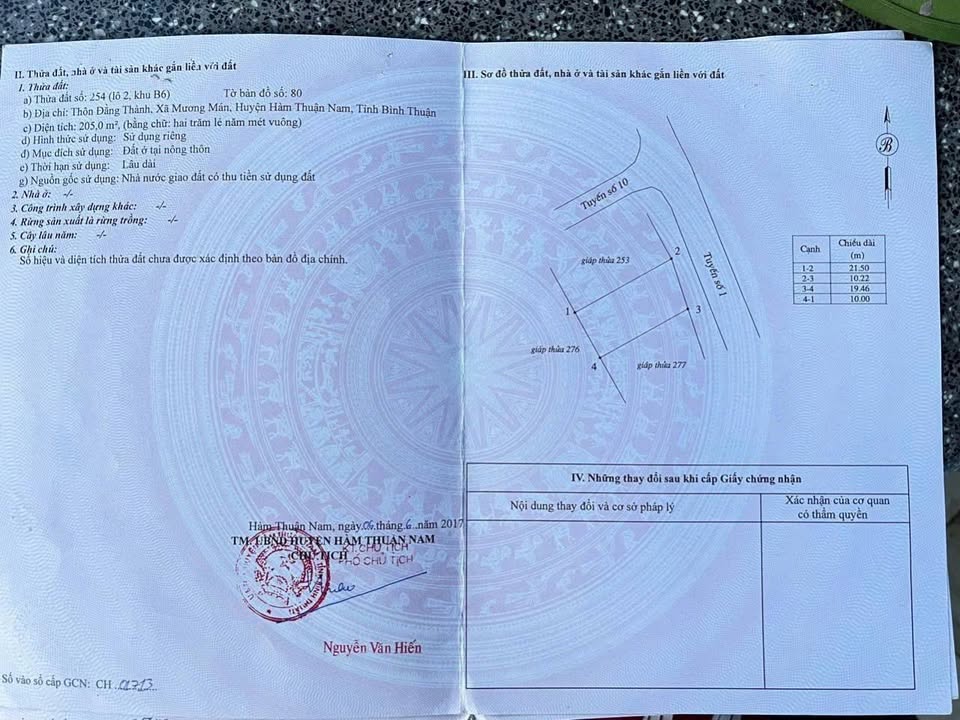 II. Thửa đất, nhà ở và tài sản khác gắn liền với đất
1. Thửa đất:
a) Thửa đất số: 254 (lô 2, khu B6) Tờ bản đồ số: 80
b) Địa chỉ: Thôn Đằng Thành, Xã Mương Mán, Huyện Hàm Thuận Nam, Tỉnh Bình Thuận
c) Diện tích: 205,0 m², (bằng chữ: hai trăm lẻ năm mét vuông)
d) Hình thức sử dụng: Sử dụng riêng
đ) Mục đích sử dụng: Đất ở tại nông thôn
e) Thời hạn sử dụng: Lâu dài
g) Nguồn gốc sử dụng: Nhà nước giao đất có thu tiền sử dụng đất
2. Nhà ở: -/-
3. Công trình xây dựng khác: -/-
4. Rừng sản xuất là rừng trồng: -/-
5. Cây lâu năm: -/-
6. Ghi chú:
Số hiệu và diện tích thửa đất chưa được xác định theo bản đồ địa chính.
Hàm Thuận Nam, ngày 06 tháng 6 năm 2017
TM. UBND HUYỆN HÀM THUẬN NAM
CHỦ TỊCH
KT.CHỦ TỊCH
PHÓ CHỦ TỊCH
Nguyễn Văn Hiến
Số vào sổ cấp GCN: CH 01713
III. Sơ đồ thửa đất, nhà ở và tài sản khác gắn liền với đất
B
Tuyến số 10
Tuyến số 1
giáp thửa 253
2
1
3
giáp thửa 276
4
giáp thửa 277
Cạnh Chiều dài
(m)
1-2 21.50
2-3 10.22
3-4 19.46
4-1 10.00
IV. Những thay đổi sau khi cấp Giấy chứng nhận
Nội dung thay đổi và cơ sở pháp lý Xác nhận của cơ quan
có thẩm quyền